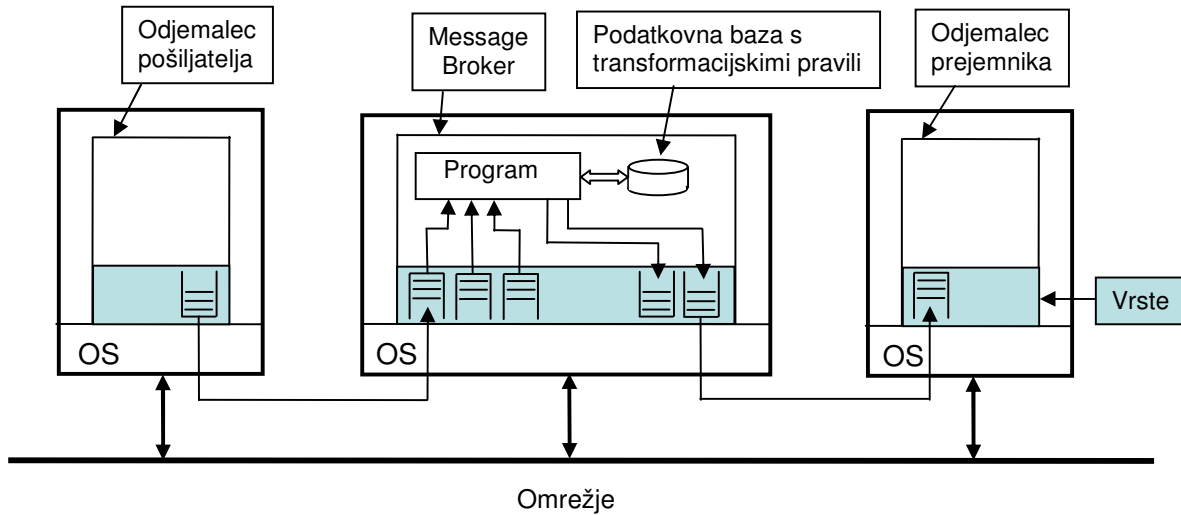 Odjemalec
pošiljatelja
Message
Broker
Podatkovna baza s
transformacijskimi pravili
Odjemalec
prejemnika
Program
Vrste
OS
OS
OS
Omrežje